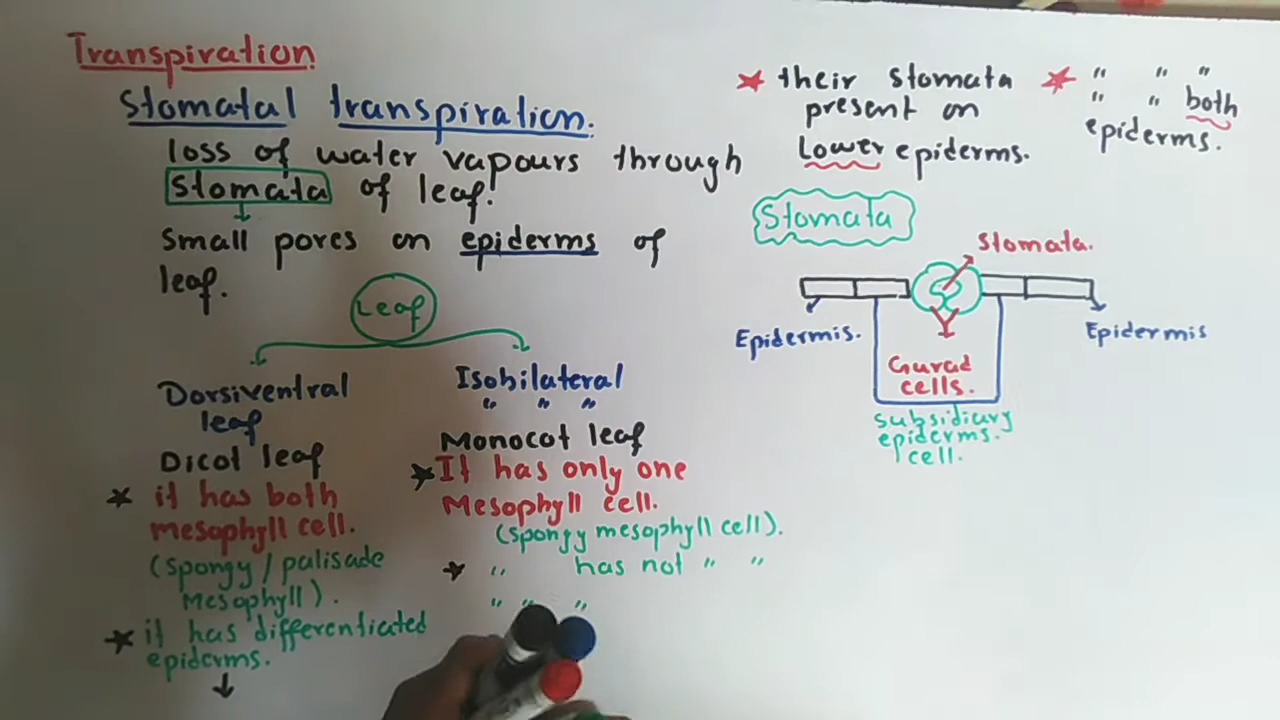 Transpiration
Stomatal transpiration.
loss of water vapours through
Stomata of leaf.
Small pores on epiderms of
leaf.
Leaf
Dorsiventral
leaf
Dicot leaf
it has both
mesophyll cell.
(spongy/palisade
mesophyll).
it has differentiated
epiderms.
Isobilateral
" " "
Monocot leaf
It has only one
Mesophyll cell.
(spongy mesophyll cell).
" has not " "
" " "
their stomata
present on
Lower epiderms.
" " "
" " both
epiderms.
Stomata
Stomata.
Epidermis.
Epidermis
Gurad
cells.
subsidiary
epiderms.
cell.